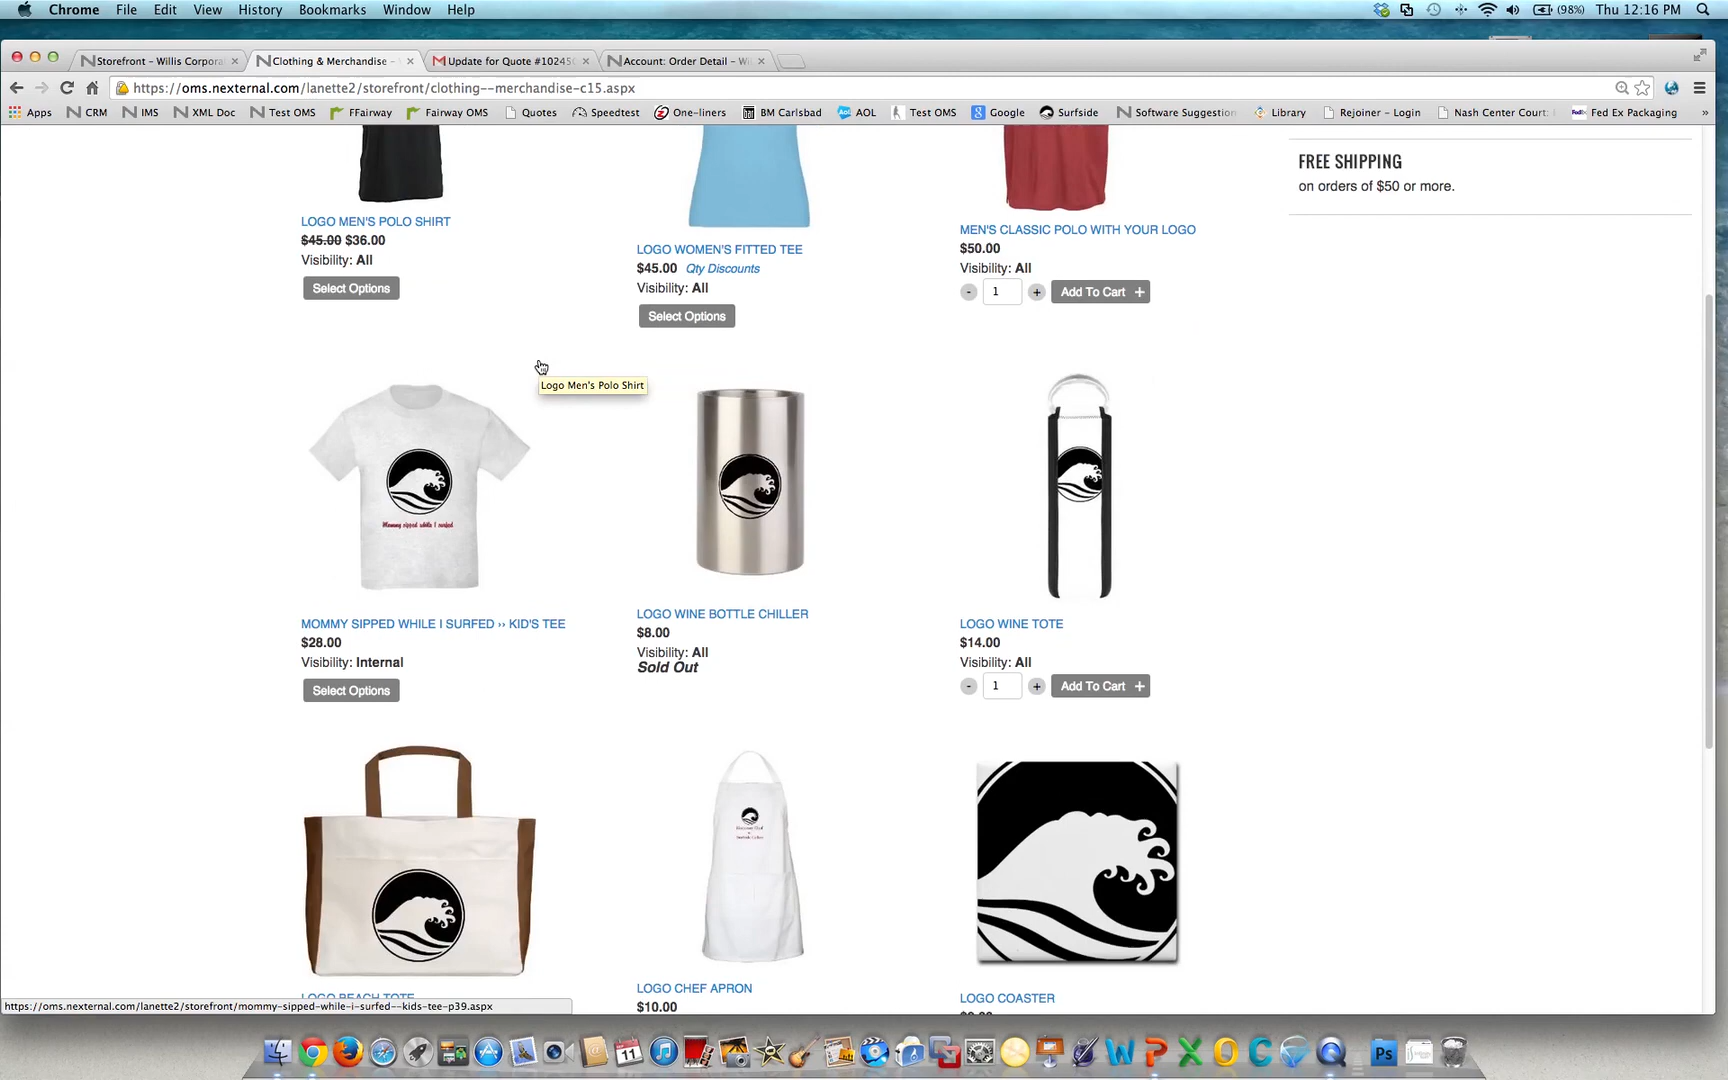 Chrome File Edit View History Bookmarks Window Help
(98%) Thu 12:16 PM
Storefront - Willis Corpora
Clothing & Merchandise -
Update for Quote #10245
Account: Order Detail - Wi
https://oms.nexternal.com/lanette2/storefront/clothing--merchandise-c15.aspx
Apps CRM IMS XML Doc Test OMS FFairway Fairway OMS Quotes Speedtest One-liners BM Carlsbad AOL Test OMS Google Surfside Software Suggestion Library Rejoiner - Login Nash Center Court: Fed Ex Packaging »
FREE SHIPPING
on orders of $50 or more.
LOGO MEN'S POLO SHIRT
$45.00 $36.00
Visibility: All
Select Options
LOGO WOMEN'S FITTED TEE
$45.00 Qty Discounts
Visibility: All
Select Options
MEN'S CLASSIC POLO WITH YOUR LOGO
$50.00
Visibility: All
- 1 + Add To Cart +
Logo Men's Polo Shirt
Mommy sipped while I surfed
MOMMY SIPPED WHILE I SURFED ›› KID'S TEE
$28.00
Visibility: Internal
Select Options
LOGO WINE BOTTLE CHILLER
$8.00
Visibility: All
Sold Out
LOGO WINE TOTE
$14.00
Visibility: All
- 1 + Add To Cart +
LOGO BEACH TOTE
LOGO CHEF APRON
$10.00
LOGO COASTER
https://oms.nexternal.com/lanette2/storefront/mommy-sipped-while-i-surfed--kids-tee-p39.aspx
11